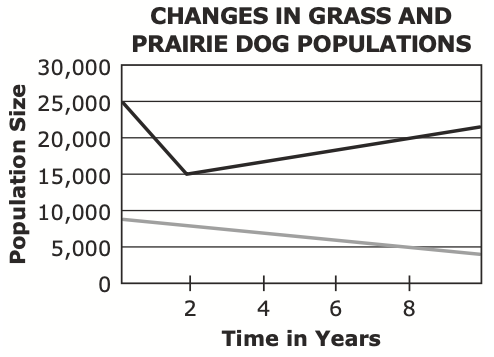 CHANGES IN GRASS AND
PRAIRIE DOG POPULATIONS
Population Size
30,000
25,000
20,000
15,000
10,000
5,000
0
2 4 6 8
Time in Years